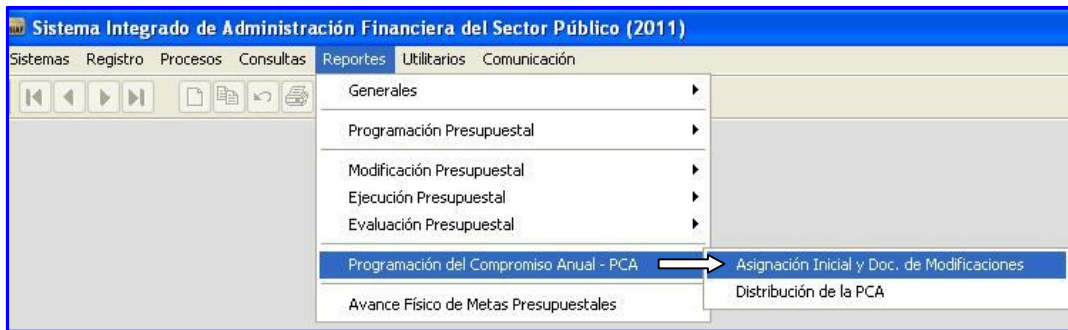 Sistema Integrado de Administración Financiera del Sector Público (2011)
Sistemas Registro Procesos Consultas Reportes Utilitarios Comunicación
Generales
Programación Presupuestal
Modificación Presupuestal
Ejecución Presupuestal
Evaluación Presupuestal
Programación del Compromiso Anual - PCA
Asignación Inicial y Doc. de Modificaciones
Distribución de la PCA
Avance Físico de Metas Presupuestales